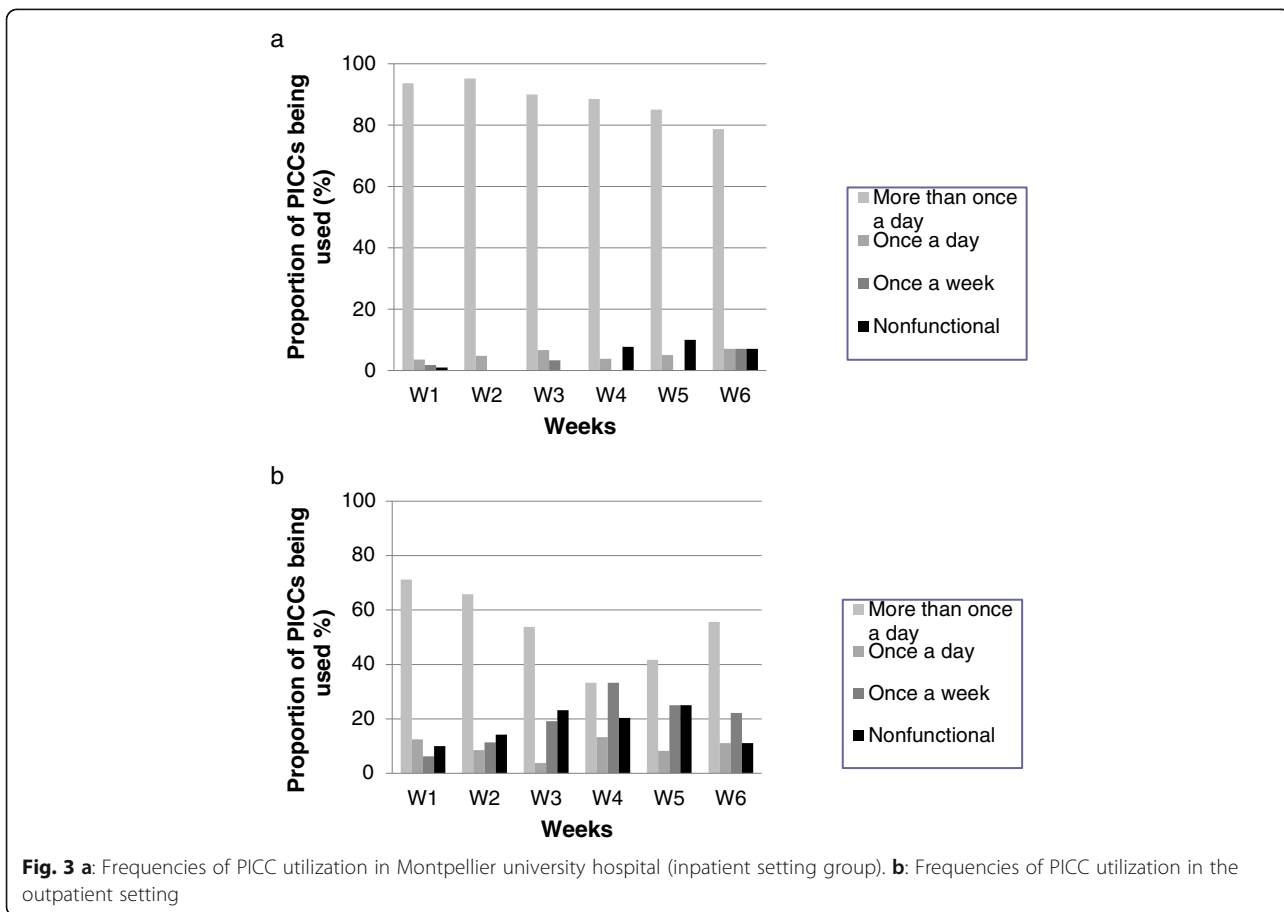 a
Proportion of PICCs being
used (%)
100
80
60
40
20
0
W1 W2 W3 W4 W5 W6
Weeks
More than once
a day
Once a day
Once a week
Nonfunctional
b
Proportion of PICCs being
used %)
100
80
60
40
20
0
W1 W2 W3 W4 W5 W6
Weeks
More than once
a day
Once a day
Once a week
Nonfunctional
Fig. 3 a: Frequencies of PICC utilization in Montpellier university hospital (inpatient setting group). b: Frequencies of PICC utilization in the
outpatient setting